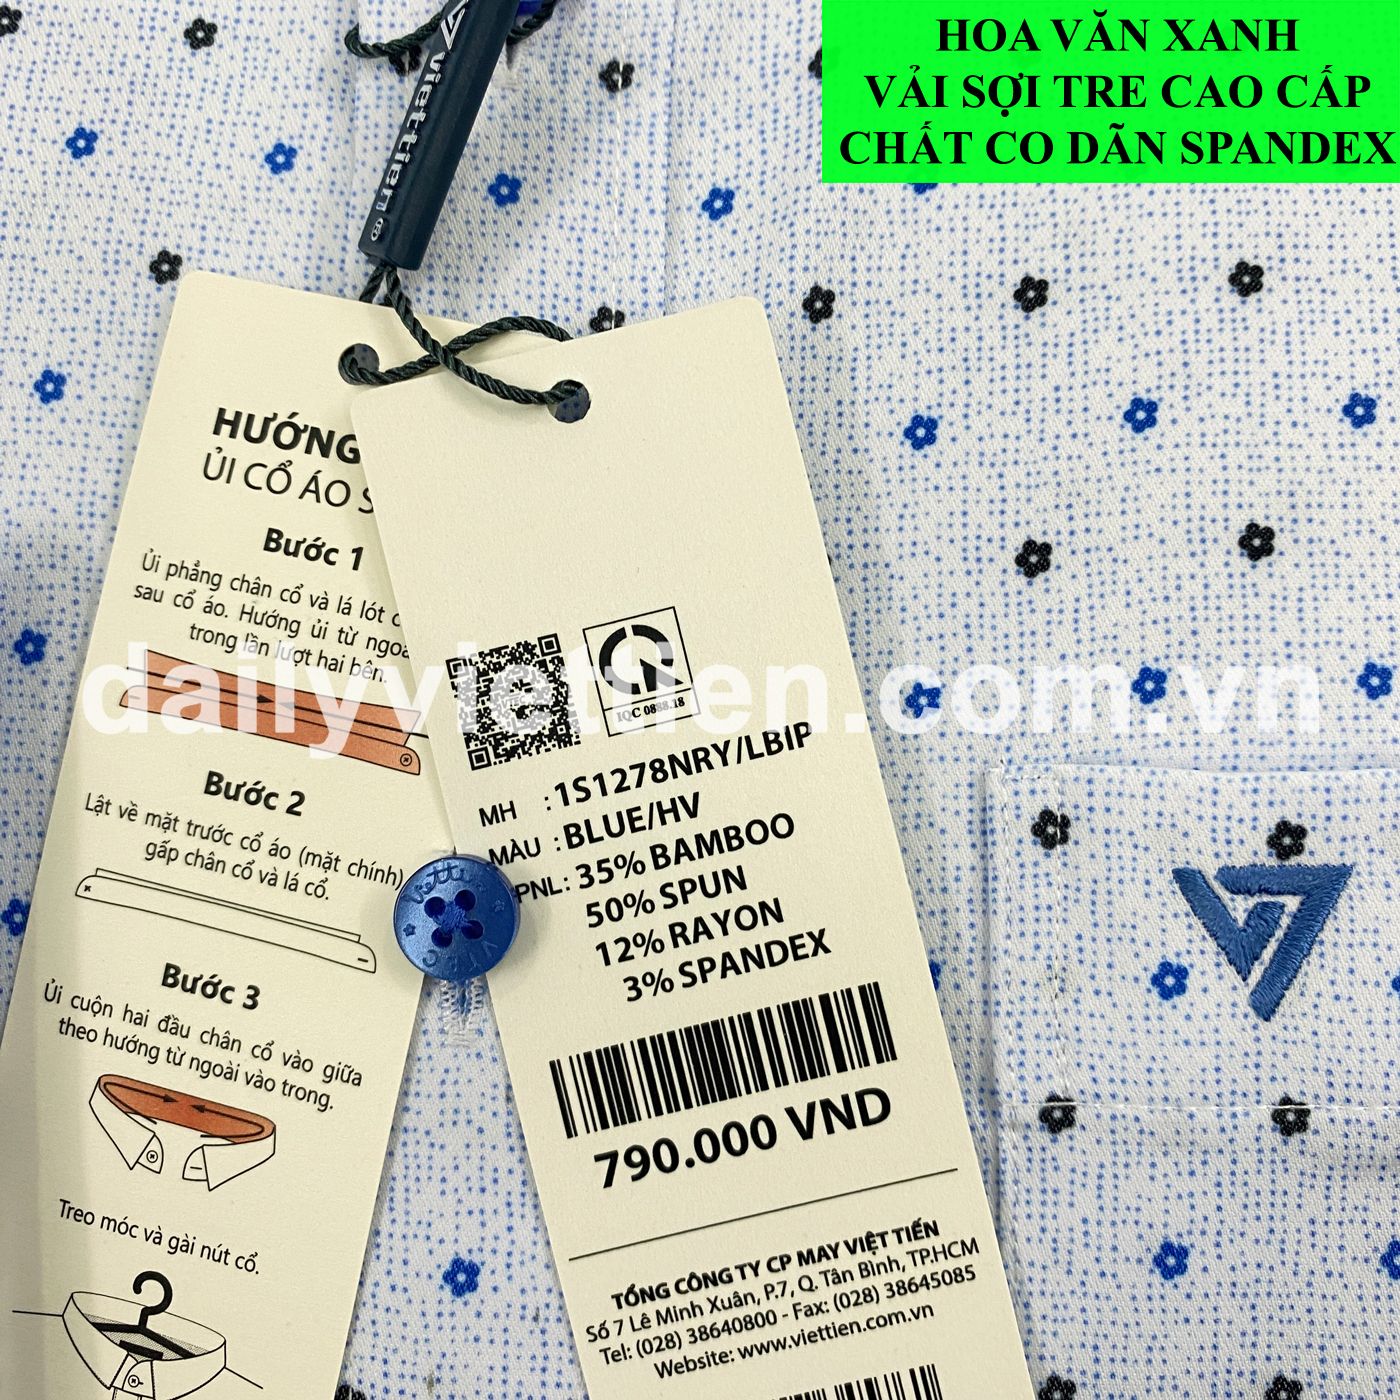 HOA VĂN XANH
VẢI SỢI TRE CAO CẤP
CHẤT CO DÃN SPANDEX
viettien
®
HƯỚNG
ỦI CỔ ÁO S
Bước 1
Ủi phẳng chân cổ và lá lót
sau cổ áo. Hướng ủi từ
trong lần lượt hai bên.
Bước 2
Lật về mặt trước cổ áo (mặt chính)
gấp chân cổ và lá cổ.
Bước 3
Ủi cuộn hai đầu chân cổ vào giữa
theo hướng từ ngoài vào trong.
Treo móc và gài nút cổ.
IQC 0888.18
MH : 1S1278NRY/LBIP
MÀU : BLUE/HV
PNL : 35% BAMBOO
50% SPUN
12% RAYON
3% SPANDEX
790.000 VND
TỔNG CÔNG TY CP MAY VIỆT TIẾN
Số 7 Lê Minh Xuân, P.7, Q. Tân Bình, TP.HCM
Tel: (028) 38640800 - Fax: (028) 38645085
Website: www.viettien.com.vn
dailyviettien.com.vn